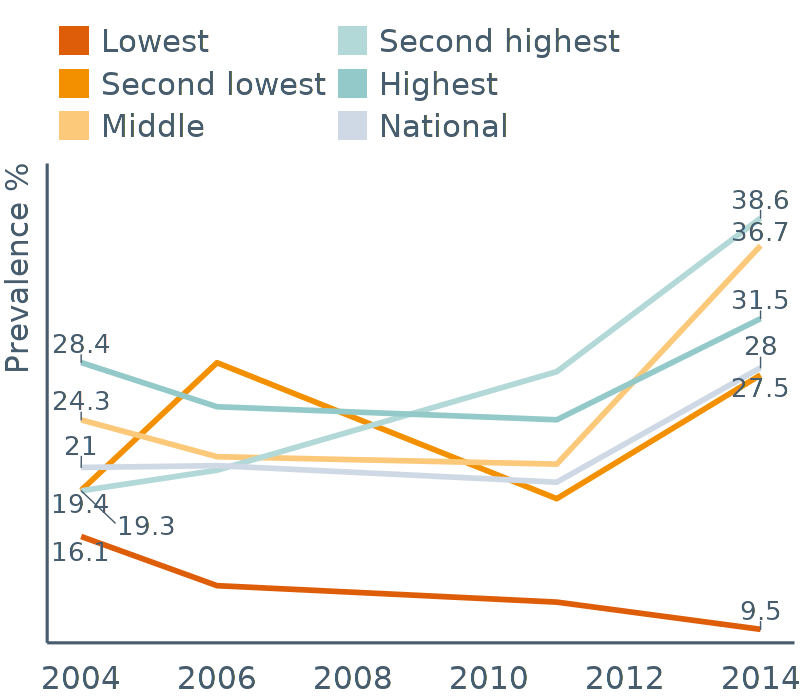 Lowest
Second lowest
Middle
Second highest
Highest
National
Prevalence %
38.6
36.7
31.5
28
27.5
28.4
24.3
21
19.4
19.3
16.1
9.5
2004 2006 2008 2010 2012 2014